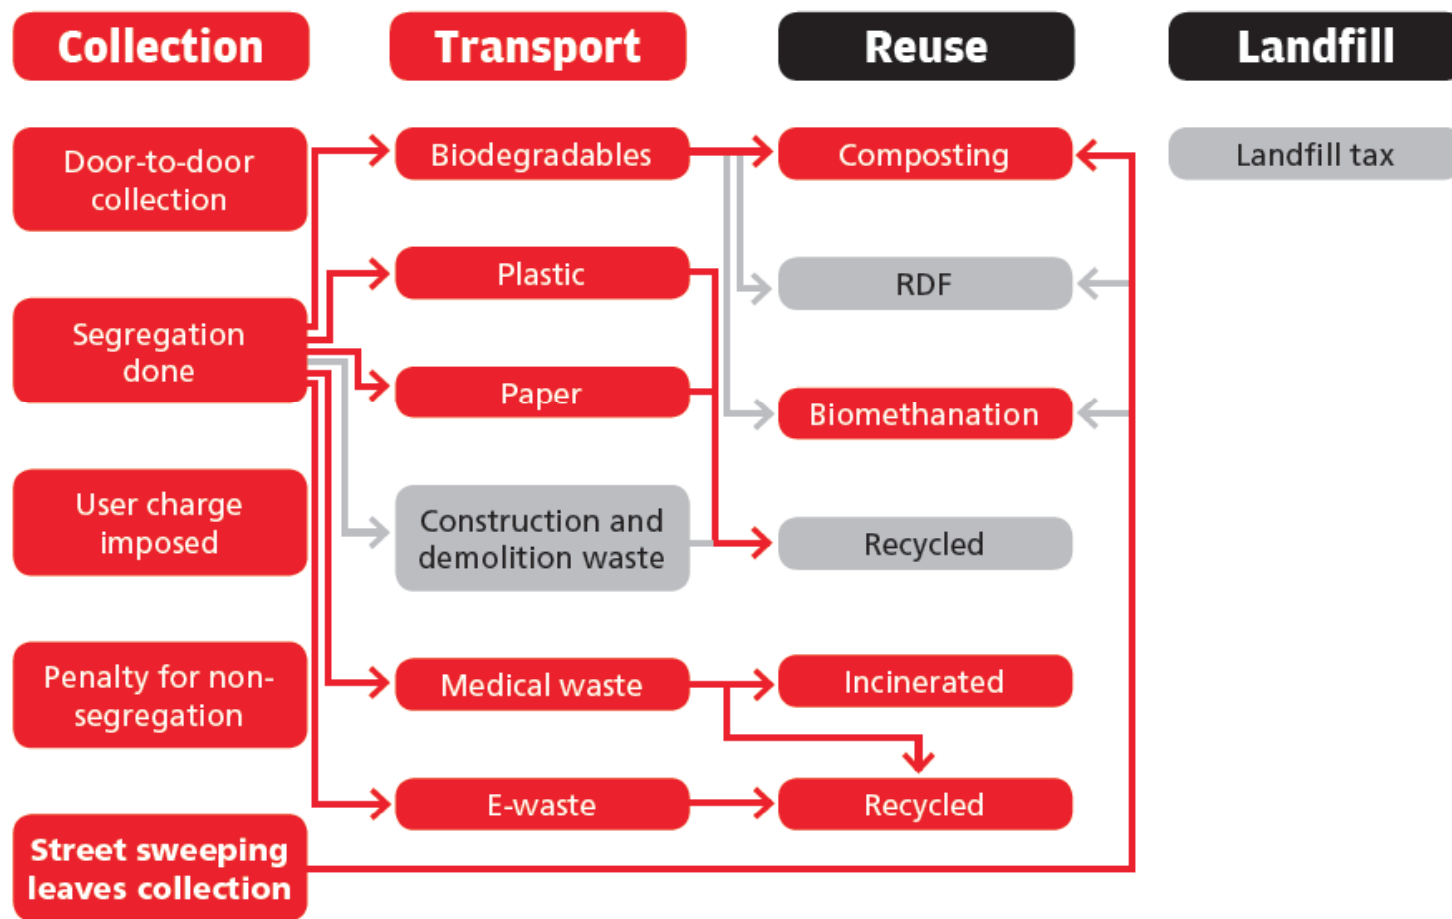 Collection
Transport
Reuse
Landfill
Door-to-door
collection
Biodegradables
Composting
Landfill tax
Plastic
RDF
Segregation
done
Paper
Biomethanation
User charge
imposed
Construction and
demolition waste
Recycled
Penalty for non-
segregation
Medical waste
Incinerated
E-waste
Recycled
Street sweeping
leaves collection